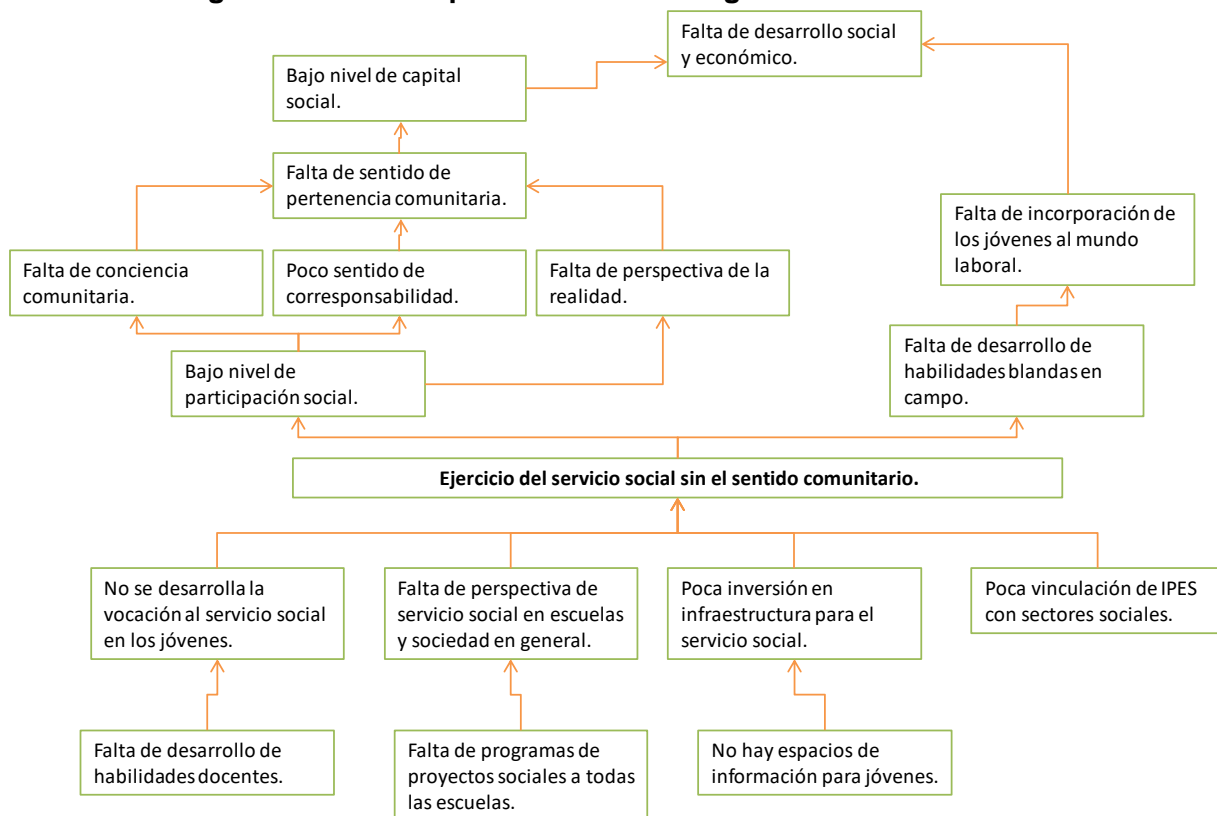 Falta de desarrollo social
y económico.
Bajo nivel de capital
social.
Falta de sentido de
pertenencia comunitaria.
Falta de incorporación de
los jóvenes al mundo
laboral.
Falta de conciencia
comunitaria.
Poco sentido de
corresponsabilidad.
Falta de perspectiva de la
realidad.
Bajo nivel de
participación social.
Falta de desarrollo de
habilidades blandas en
campo.
Ejercicio del servicio social sin el sentido comunitario.
No se desarrolla la
vocación al servicio social
en los jóvenes.
Falta de perspectiva de
servicio social en escuelas
y sociedad en general.
Poca inversión en
infraestructura para el
servicio social.
Poca vinculación de IPES
con sectores sociales.
Falta de desarrollo de
habilidades docentes.
Falta de programas de
proyectos sociales a todas
las escuelas.
No hay espacios de
información para jóvenes.